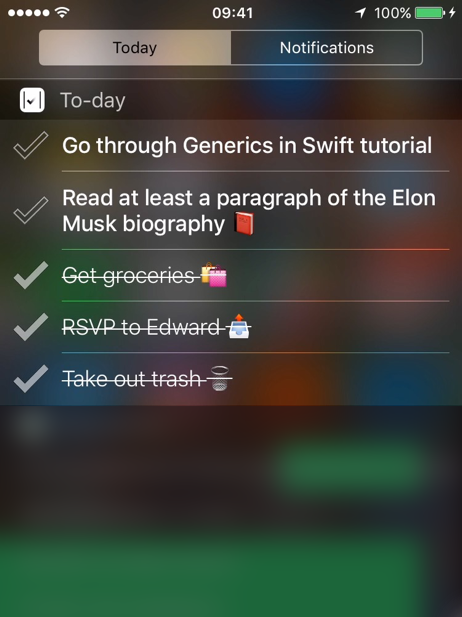 09:41
100%
Today
Notifications
To-day
Go through Generics in Swift tutorial
Read at least a paragraph of the Elon
Musk biography 📕
Get groceries 🛍
RSVP to Edward 📤
Take out trash 🗑